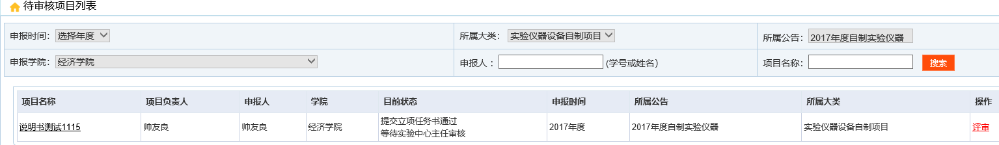 待审核项目列表
申报时间： 选择年度 所属大类： 实验仪器设备自制项目 所属公告： 2017年度自制实验仪器
申报学院： 经济学院 申报人 ： (学号或姓名) 项目名称： 搜索
项目名称 项目负责人 申报人 学院 目前状态 申报时间 所属公告 所属大类 操作
说明书测试1115 帅友良 帅友良 经济学院 提交立项任务书通过 2017年度 2017年度自制实验仪器 实验仪器设备自制项目 评审
等待实验中心主任审核